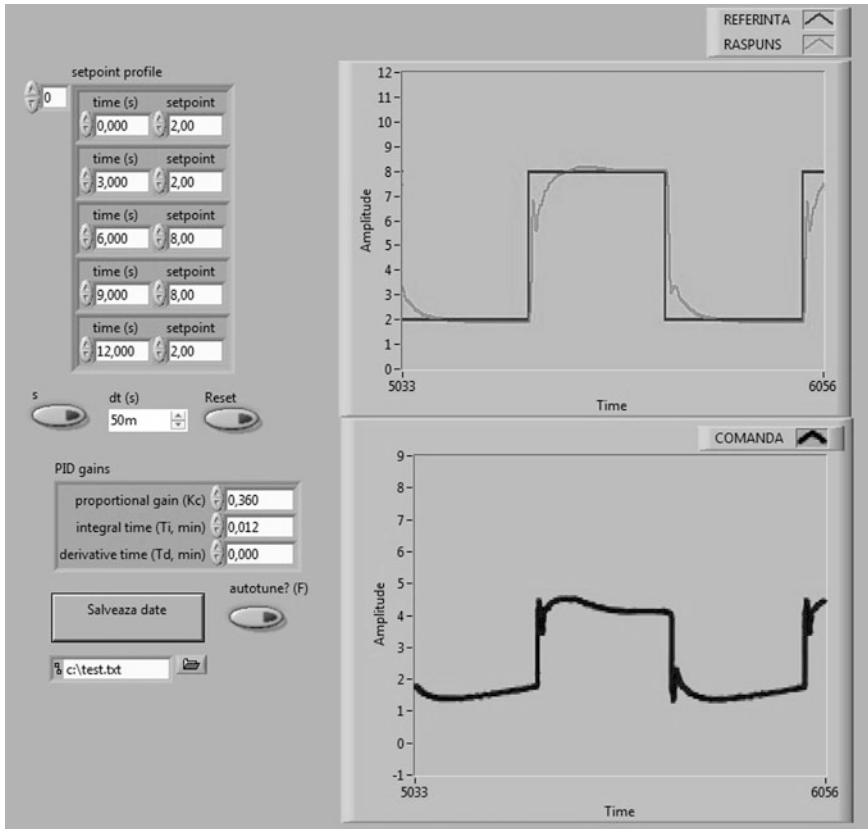 REFERINTA
RASPUNS
setpoint profile
0
time (s) setpoint
0,000 2,00
time (s) setpoint
3,000 2,00
time (s) setpoint
6,000 8,00
time (s) setpoint
9,000 8,00
time (s) setpoint
12,000 2,00
s dt (s) Reset
50m
PID gains
proportional gain (Kc) 0,360
integral time (Ti, min) 0,012
derivative time (Td, min) 0,000
Salveaza date
autotune? (F)
c:\test.txt
12
11
10
9
8
7
6
5
4
3
2
1
0
Amplitude
5033 6056
Time
COMANDA
9
8
7
6
5
4
3
2
1
0
-1
Amplitude
5033 6056
Time